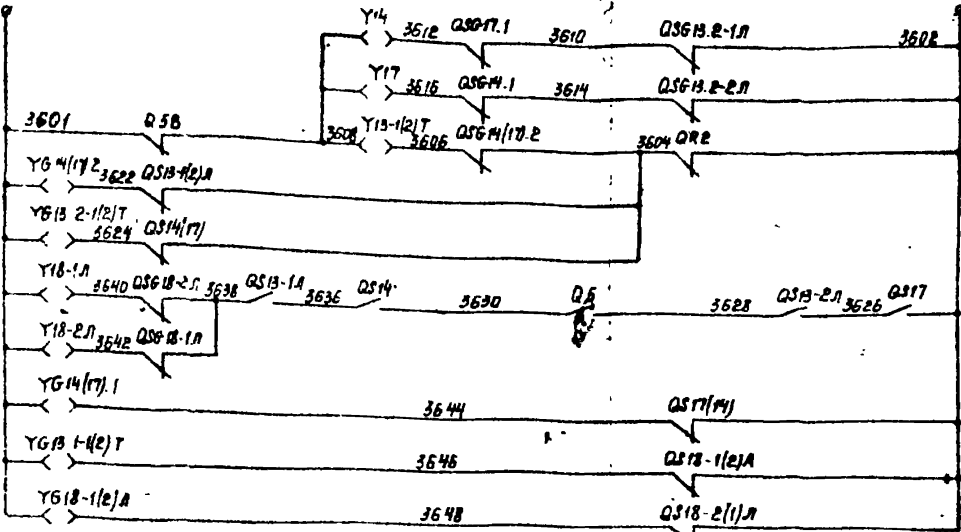 Y14 3612 QSG17.1 3610 QSG13.2-1Л 3602
Y17 3616 QSG14.1 3614 QSG13.2-2Л
3601 Q5B 3608 Y13-1(2)Т 3606 QSG14(17).2 3604 QR2
YG14(17).2 3622 QS13-1(2)Л
YG13.2-1(2)Т 3624 QS14(17)
Y18-1Л 3640 QSG18-2Л 3638 QS13-1Л 3636 QS14 3630 3628 QS13-2Л 3626 QS17
Y18-2Л 3642 QSG18-1Л
YG14(17).1 3644 QS17(14)
YG13.1-1(2)Т 3646 QS18-1(2)Л
YG18-1(2)Л 3648 QS18-2(1)Л